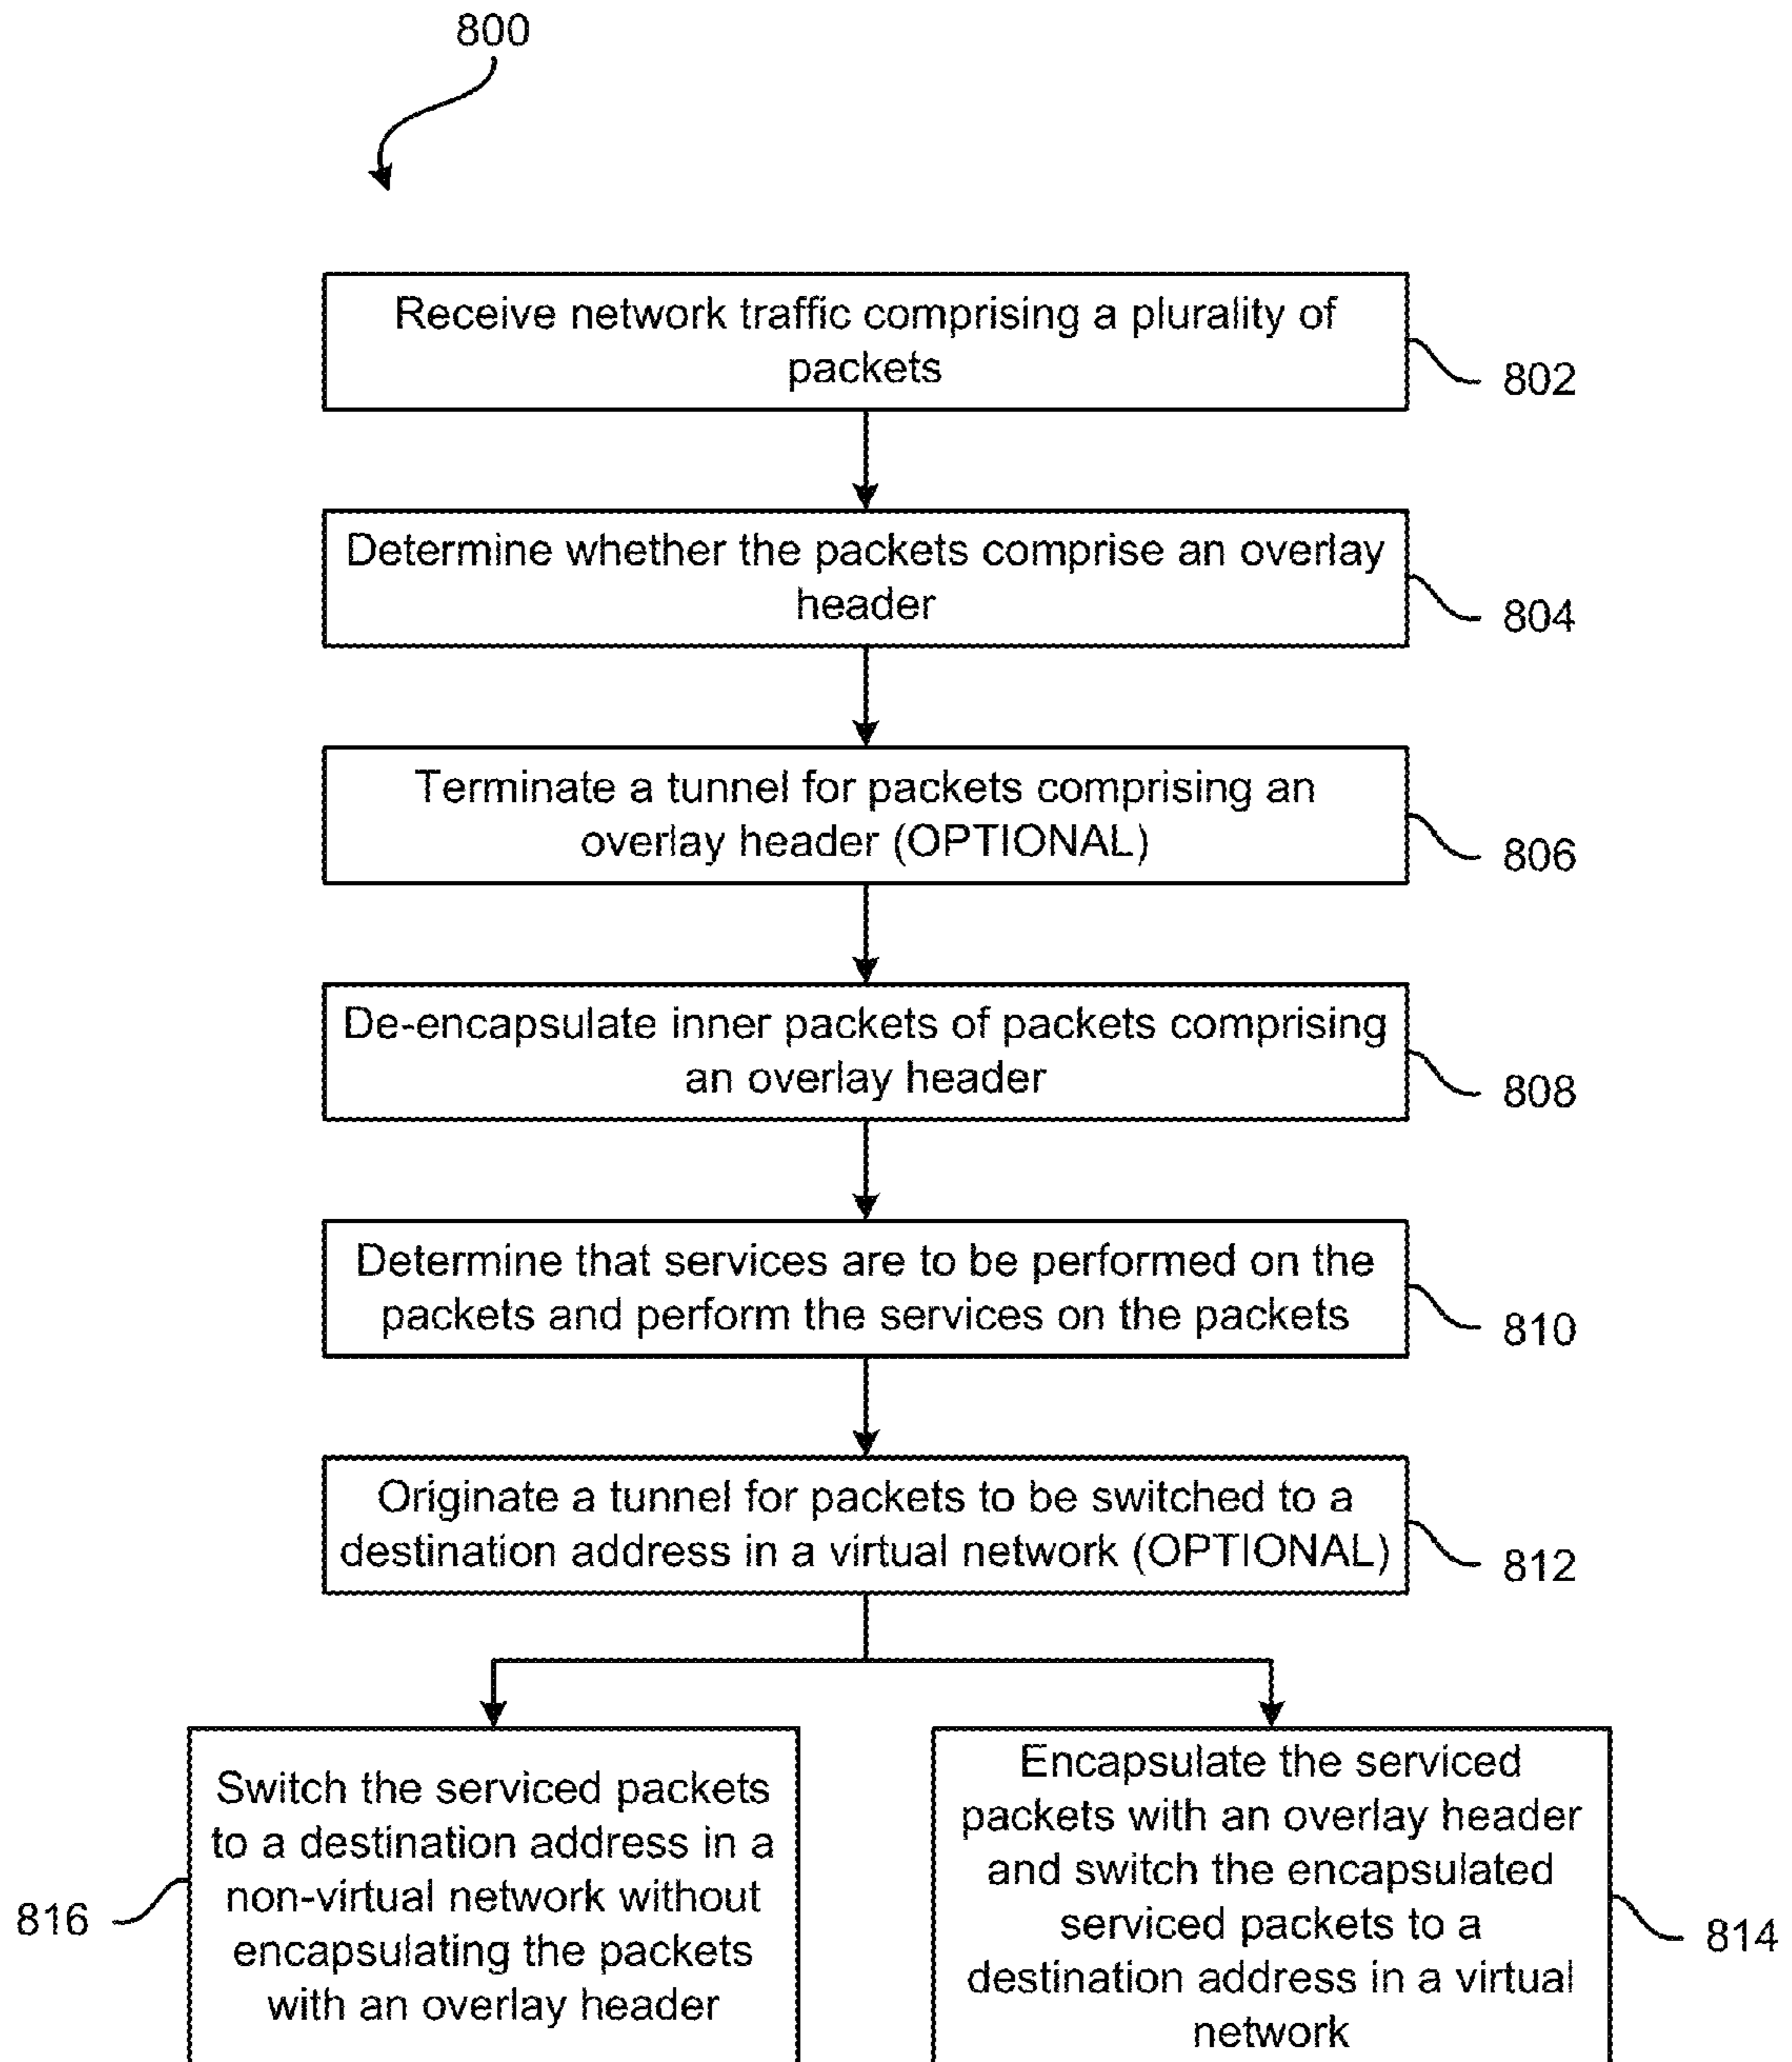 800
Receive network traffic comprising a plurality of
packets
802
Determine whether the packets comprise an overlay
header
804
Terminate a tunnel for packets comprising an
overlay header (OPTIONAL)
806
De-encapsulate inner packets of packets comprising
an overlay header
808
Determine that services are to be performed on the
packets and perform the services on the packets
810
Originate a tunnel for packets to be switched to a
destination address in a virtual network (OPTIONAL)
812
Switch the serviced packets
to a destination address in a
non-virtual network without
encapsulating the packets
with an overlay header
816
Encapsulate the serviced
packets with an overlay header
and switch the encapsulated
serviced packets to a
destination address in a virtual
network
814